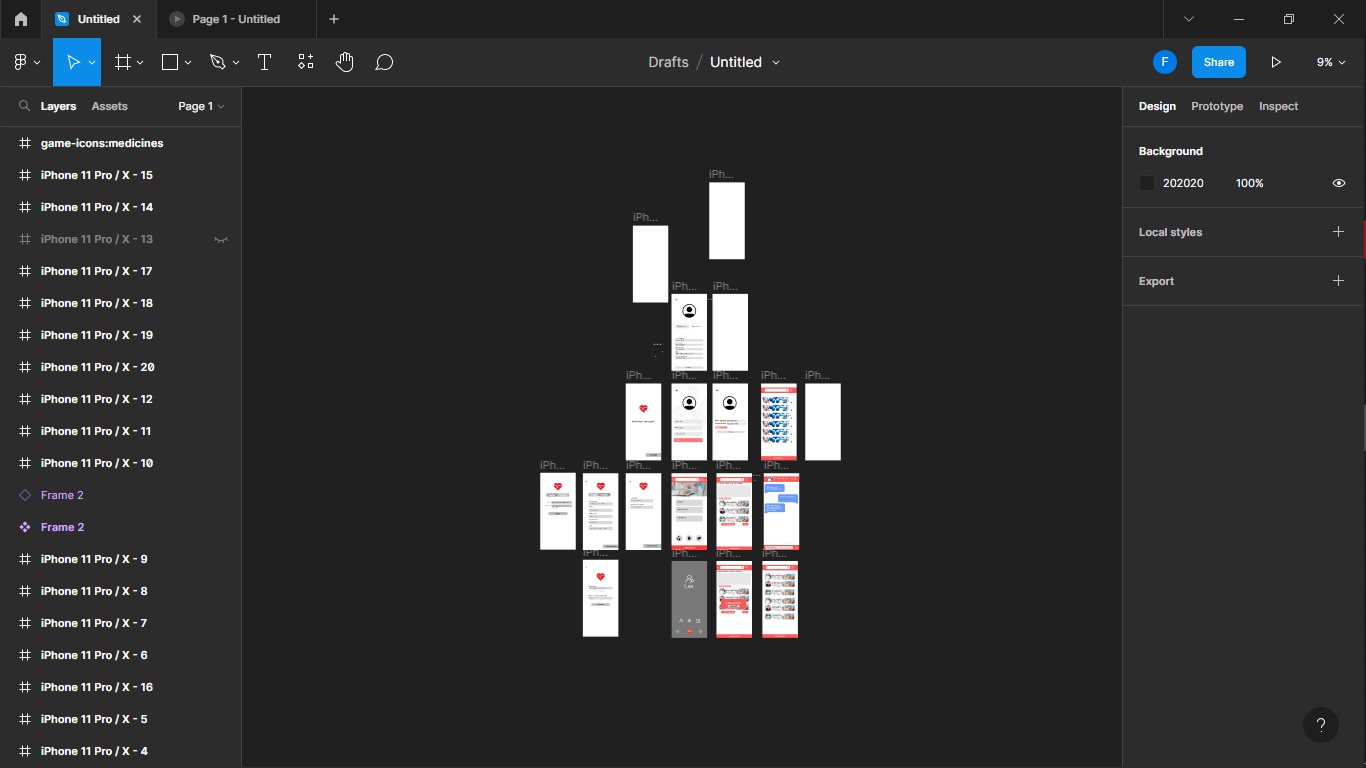 Untitled
Page 1 - Untitled
Drafts / Untitled
F
Share
9%
Layers
Assets
Page 1
game-icons:medicines
iPhone 11 Pro / X - 15
iPhone 11 Pro / X - 14
iPhone 11 Pro / X - 13
iPhone 11 Pro / X - 17
iPhone 11 Pro / X - 18
iPhone 11 Pro / X - 19
iPhone 11 Pro / X - 20
iPhone 11 Pro / X - 12
iPhone 11 Pro / X - 11
iPhone 11 Pro / X - 10
Frame 2
Frame 2
iPhone 11 Pro / X - 9
iPhone 11 Pro / X - 8
iPhone 11 Pro / X - 7
iPhone 11 Pro / X - 6
iPhone 11 Pro / X - 16
iPhone 11 Pro / X - 5
iPhone 11 Pro / X - 4
iPh...
iPh...
iPh... iPh...
iPh... iPh... iPh... iPh... iPh...
iPh... iPh... iPh... iPh... iPh... iPh...
iPh... iPh... iPh... iPh...
Design
Prototype
Inspect
Background
202020
100%
Local styles
Export
?